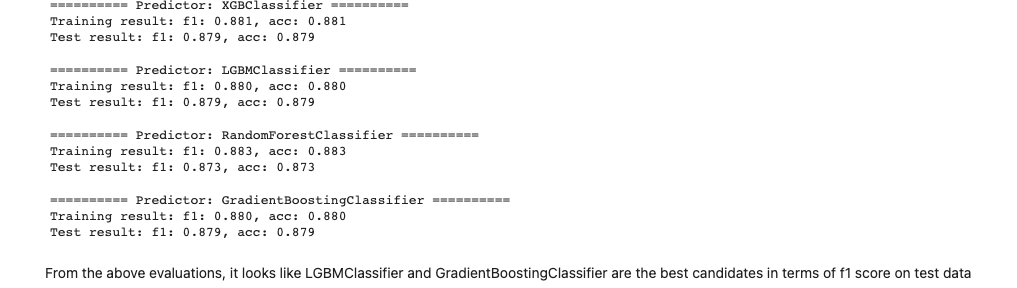 ========== Predictor: XGBClassifier ==========
Training result: f1: 0.881, acc: 0.881
Test result: f1: 0.879, acc: 0.879
========== Predictor: LGBMClassifier ==========
Training result: f1: 0.880, acc: 0.880
Test result: f1: 0.879, acc: 0.879
========== Predictor: RandomForestClassifier ==========
Training result: f1: 0.883, acc: 0.883
Test result: f1: 0.873, acc: 0.873
========== Predictor: GradientBoostingClassifier ==========
Training result: f1: 0.880, acc: 0.880
Test result: f1: 0.879, acc: 0.879
From the above evaluations, it looks like LGBMClassifier and GradientBoostingClassifier are the best candidates in terms of f1 score on test data